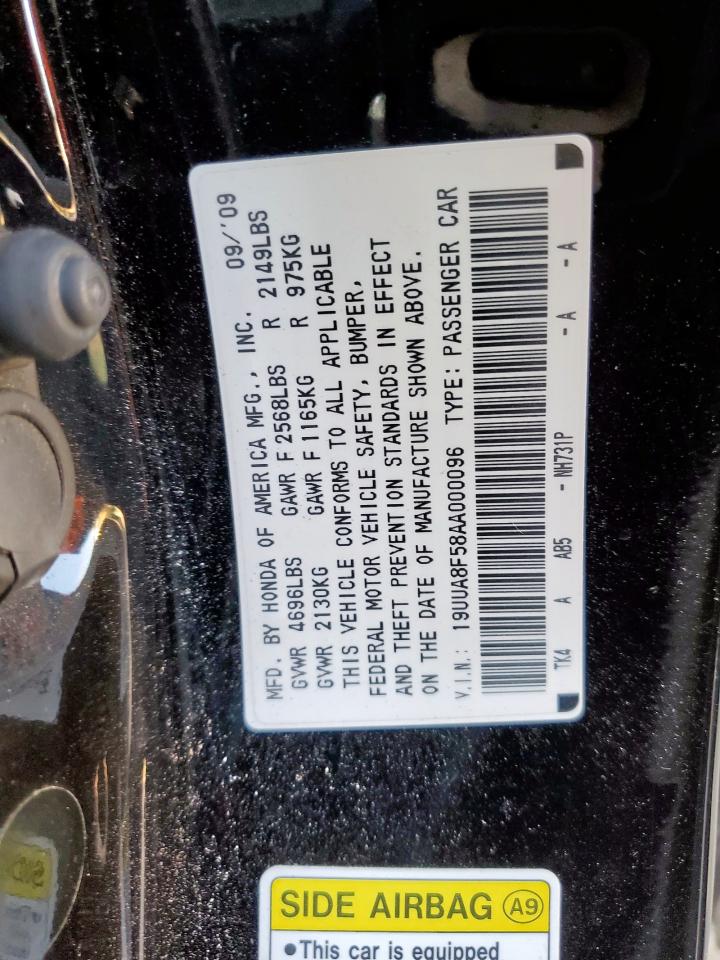 MFD. BY HONDA OF AMERICA MFG., INC. 09/'09
GVWR 4696LBS GAWR F 2568LBS R 2149LBS
GVWR 2130KG GAWR F 1165KG R 975KG
THIS VEHICLE CONFORMS TO ALL APPLICABLE
FEDERAL MOTOR VEHICLE SAFETY, BUMPER,
AND THEFT PREVENTION STANDARDS IN EFFECT
ON THE DATE OF MANUFACTURE SHOWN ABOVE.
V.I.N.: 19UUA8F58AA000096 TYPE: PASSENGER CAR
TK4 A AB5 - NH731P - A - A
SIDE AIRBAG A9
•This car is equipped